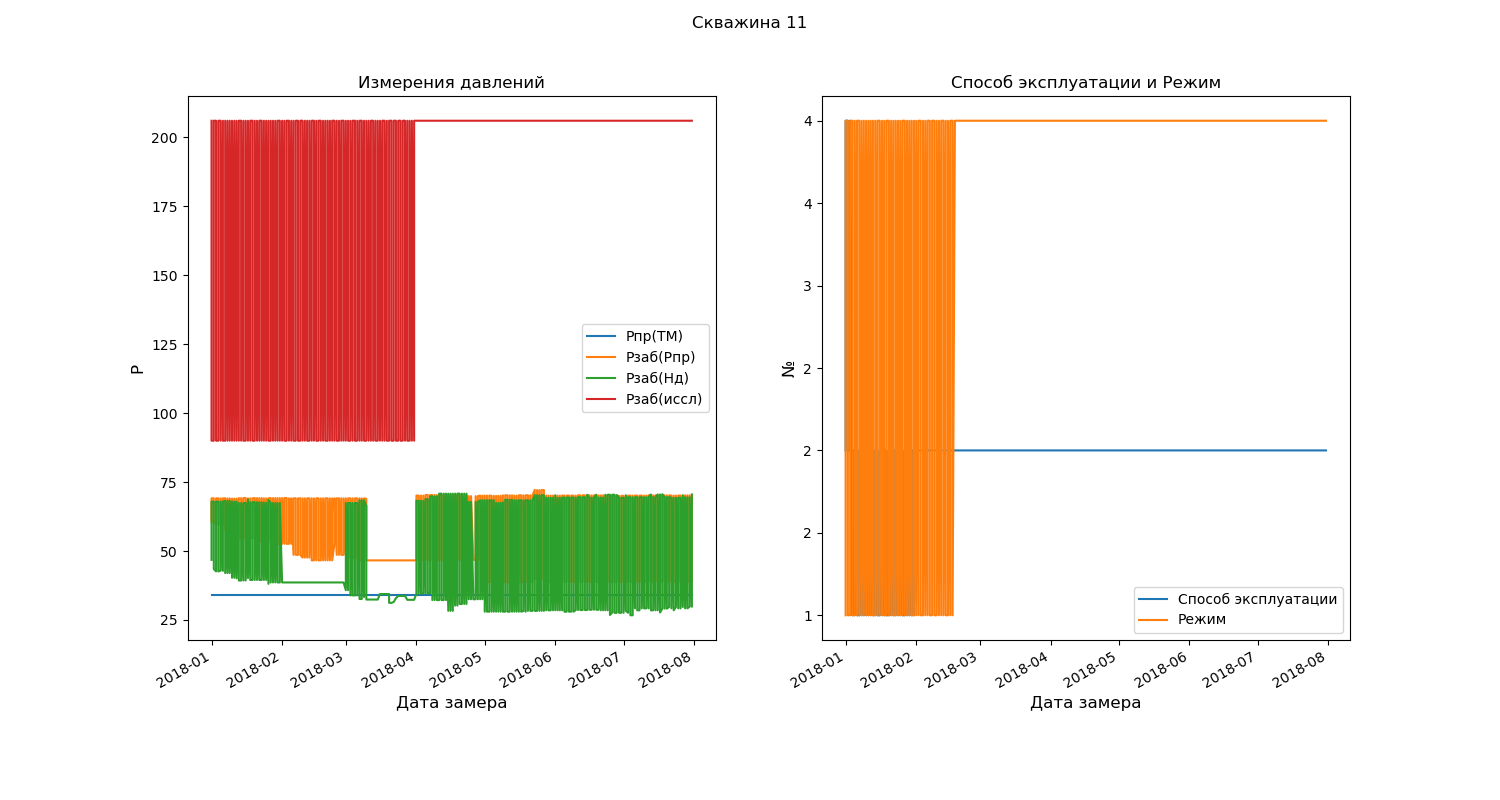 Скважина 11
Измерения давлений
P
200
175
150
125
100
75
50
25
2018-01
2018-02
2018-03
2018-04
2018-05
2018-06
2018-07
2018-08
Дата замера
Рпр(ТМ)
Рзаб(Рпр)
Рзаб(Нд)
Рзаб(иссл)
Способ эксплуатации и Режим
№
4
4
3
2
2
2
1
2018-01
2018-02
2018-03
2018-04
2018-05
2018-06
2018-07
2018-08
Дата замера
Способ эксплуатации
Режим